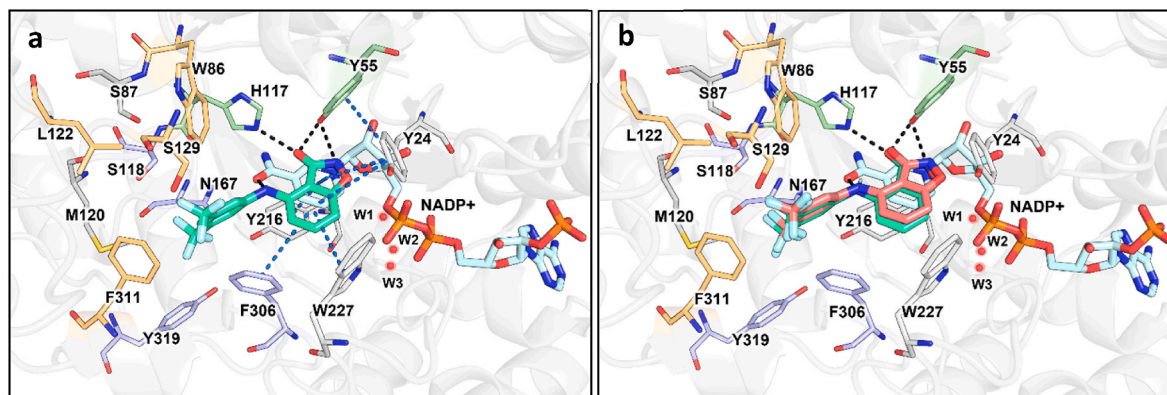 a
W86
Y55
S87
H117
L122
S129
Y24
S118
N167
M120
Y216
W1
NADP+
W2
W3
F311
F306
W227
Y319
b
W86
Y55
S87
H117
L122
S129
Y24
S118
N167
M120
Y216
W1
NADP+
W2
W3
F311
F306
W227
Y319